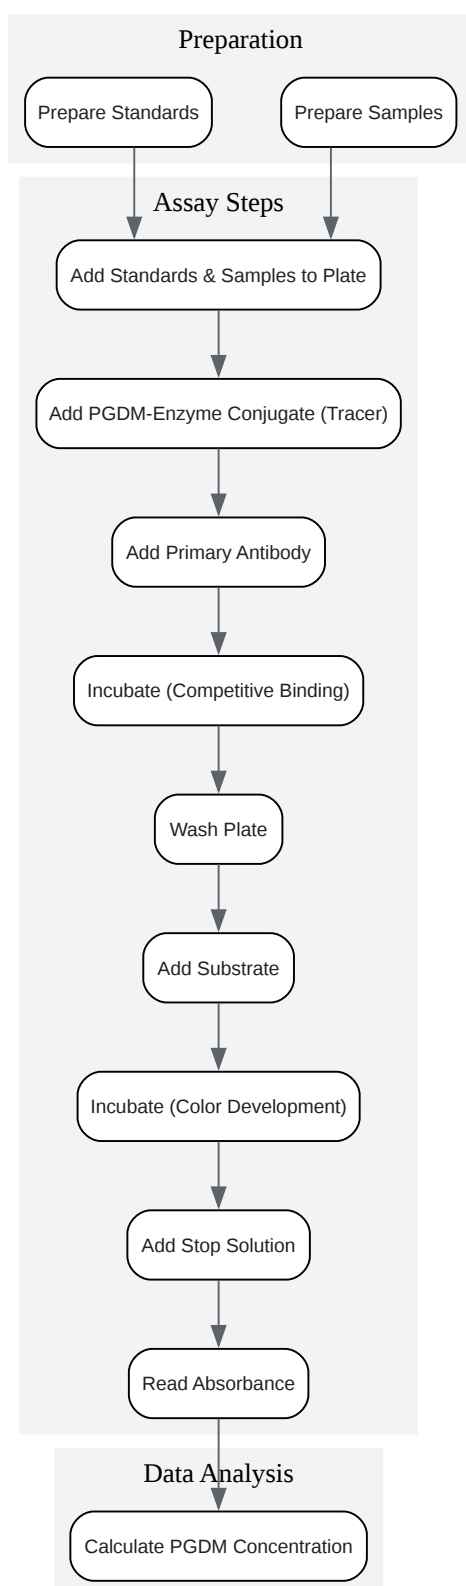 Preparation
Prepare Standards
Prepare Samples
Assay Steps
Add Standards & Samples to Plate
Add PGDM-Enzyme Conjugate (Tracer)
Add Primary Antibody
Incubate (Competitive Binding)
Wash Plate
Add Substrate
Incubate (Color Development)
Add Stop Solution
Read Absorbance
Data Analysis
Calculate PGDM Concentration